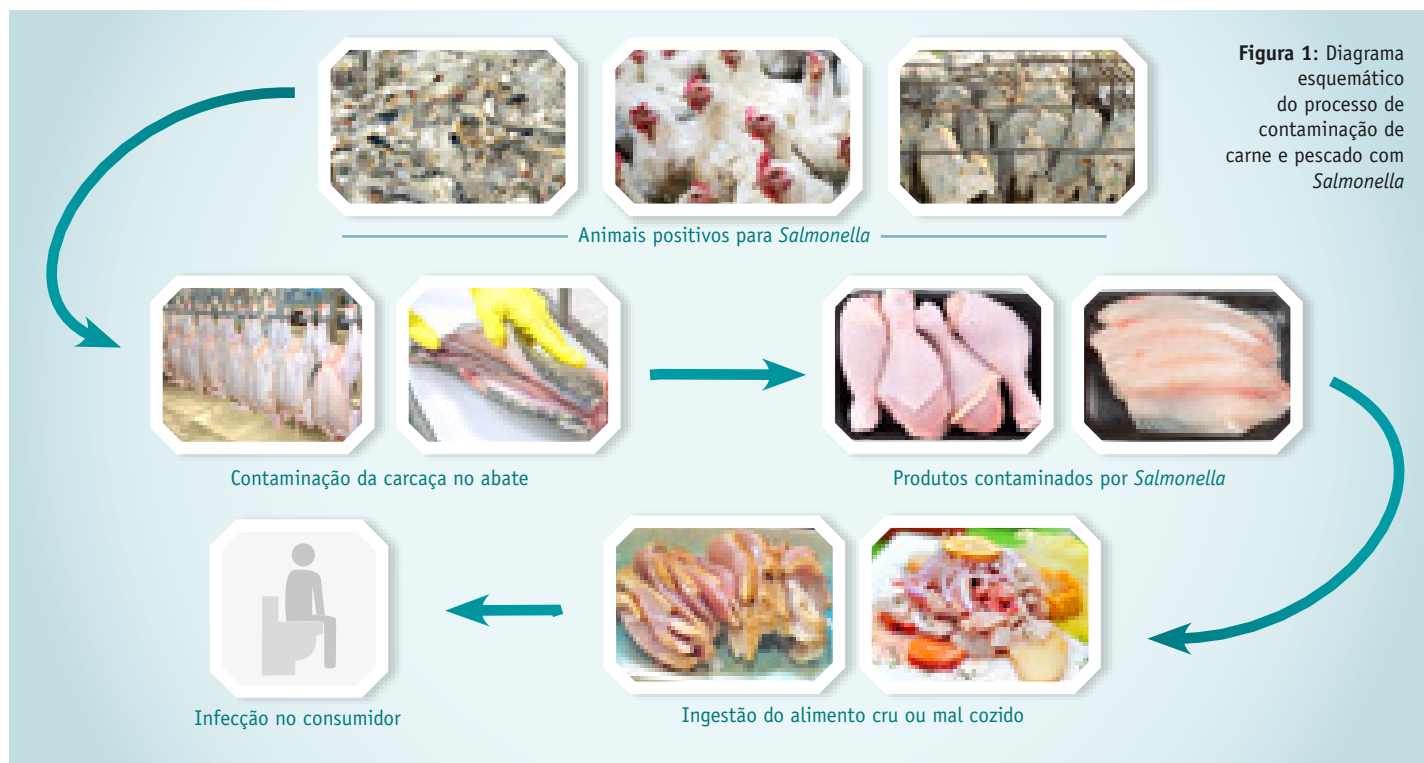 Figura 1: Diagrama
esquemático
do processo de
contaminação de
carne e pescado com
Salmonella
Animais positivos para Salmonella
Contaminação da carcaça no abate
Produtos contaminados por Salmonella
Infecção no consumidor
Ingestão do alimento cru ou mal cozido